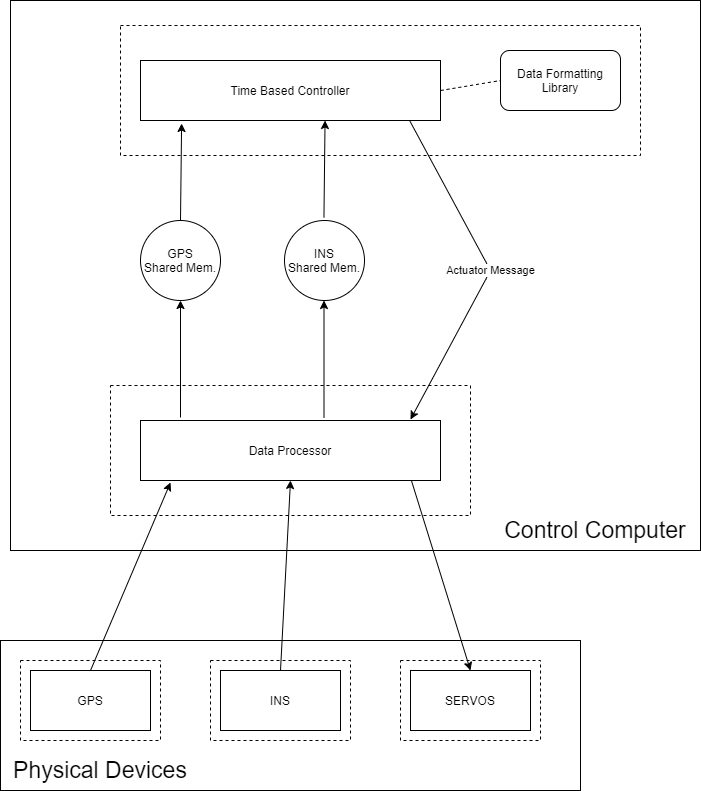 Time Based Controller
Data Formatting
Library
GPS
Shared Mem.
INS
Shared Mem.
Actuator Message
Data Processor
Control Computer
GPS
INS
SERVOS
Physical Devices